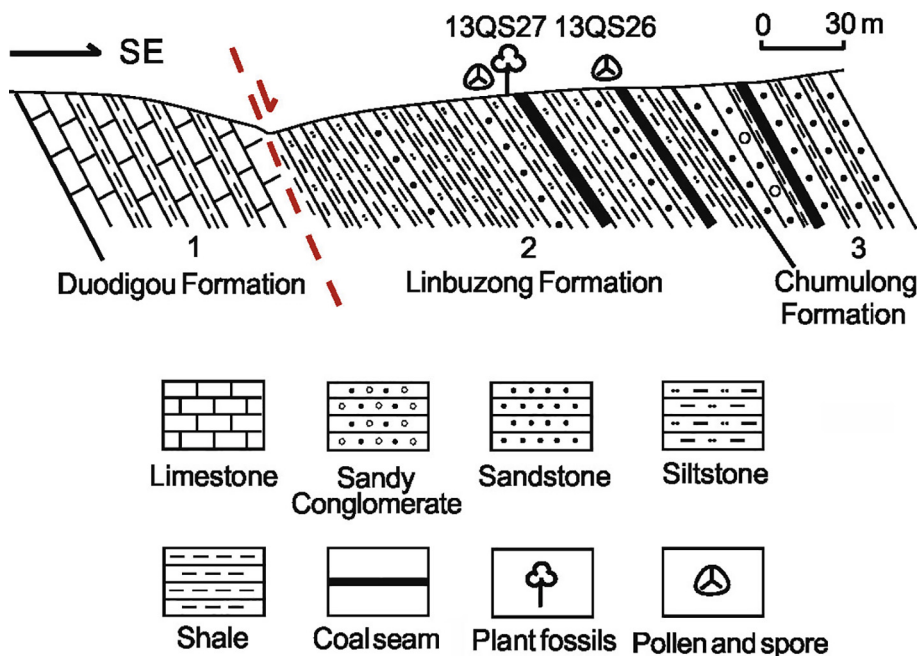 13QS27 13QS26
0 30 m
SE
1
2
3
Duodigou Formation
Linbuzong Formation
Chumulong
Formation
Limestone
Sandy
Conglomerate
Sandstone
Siltstone
Shale
Coal seam
Plant fossils
Pollen and spore